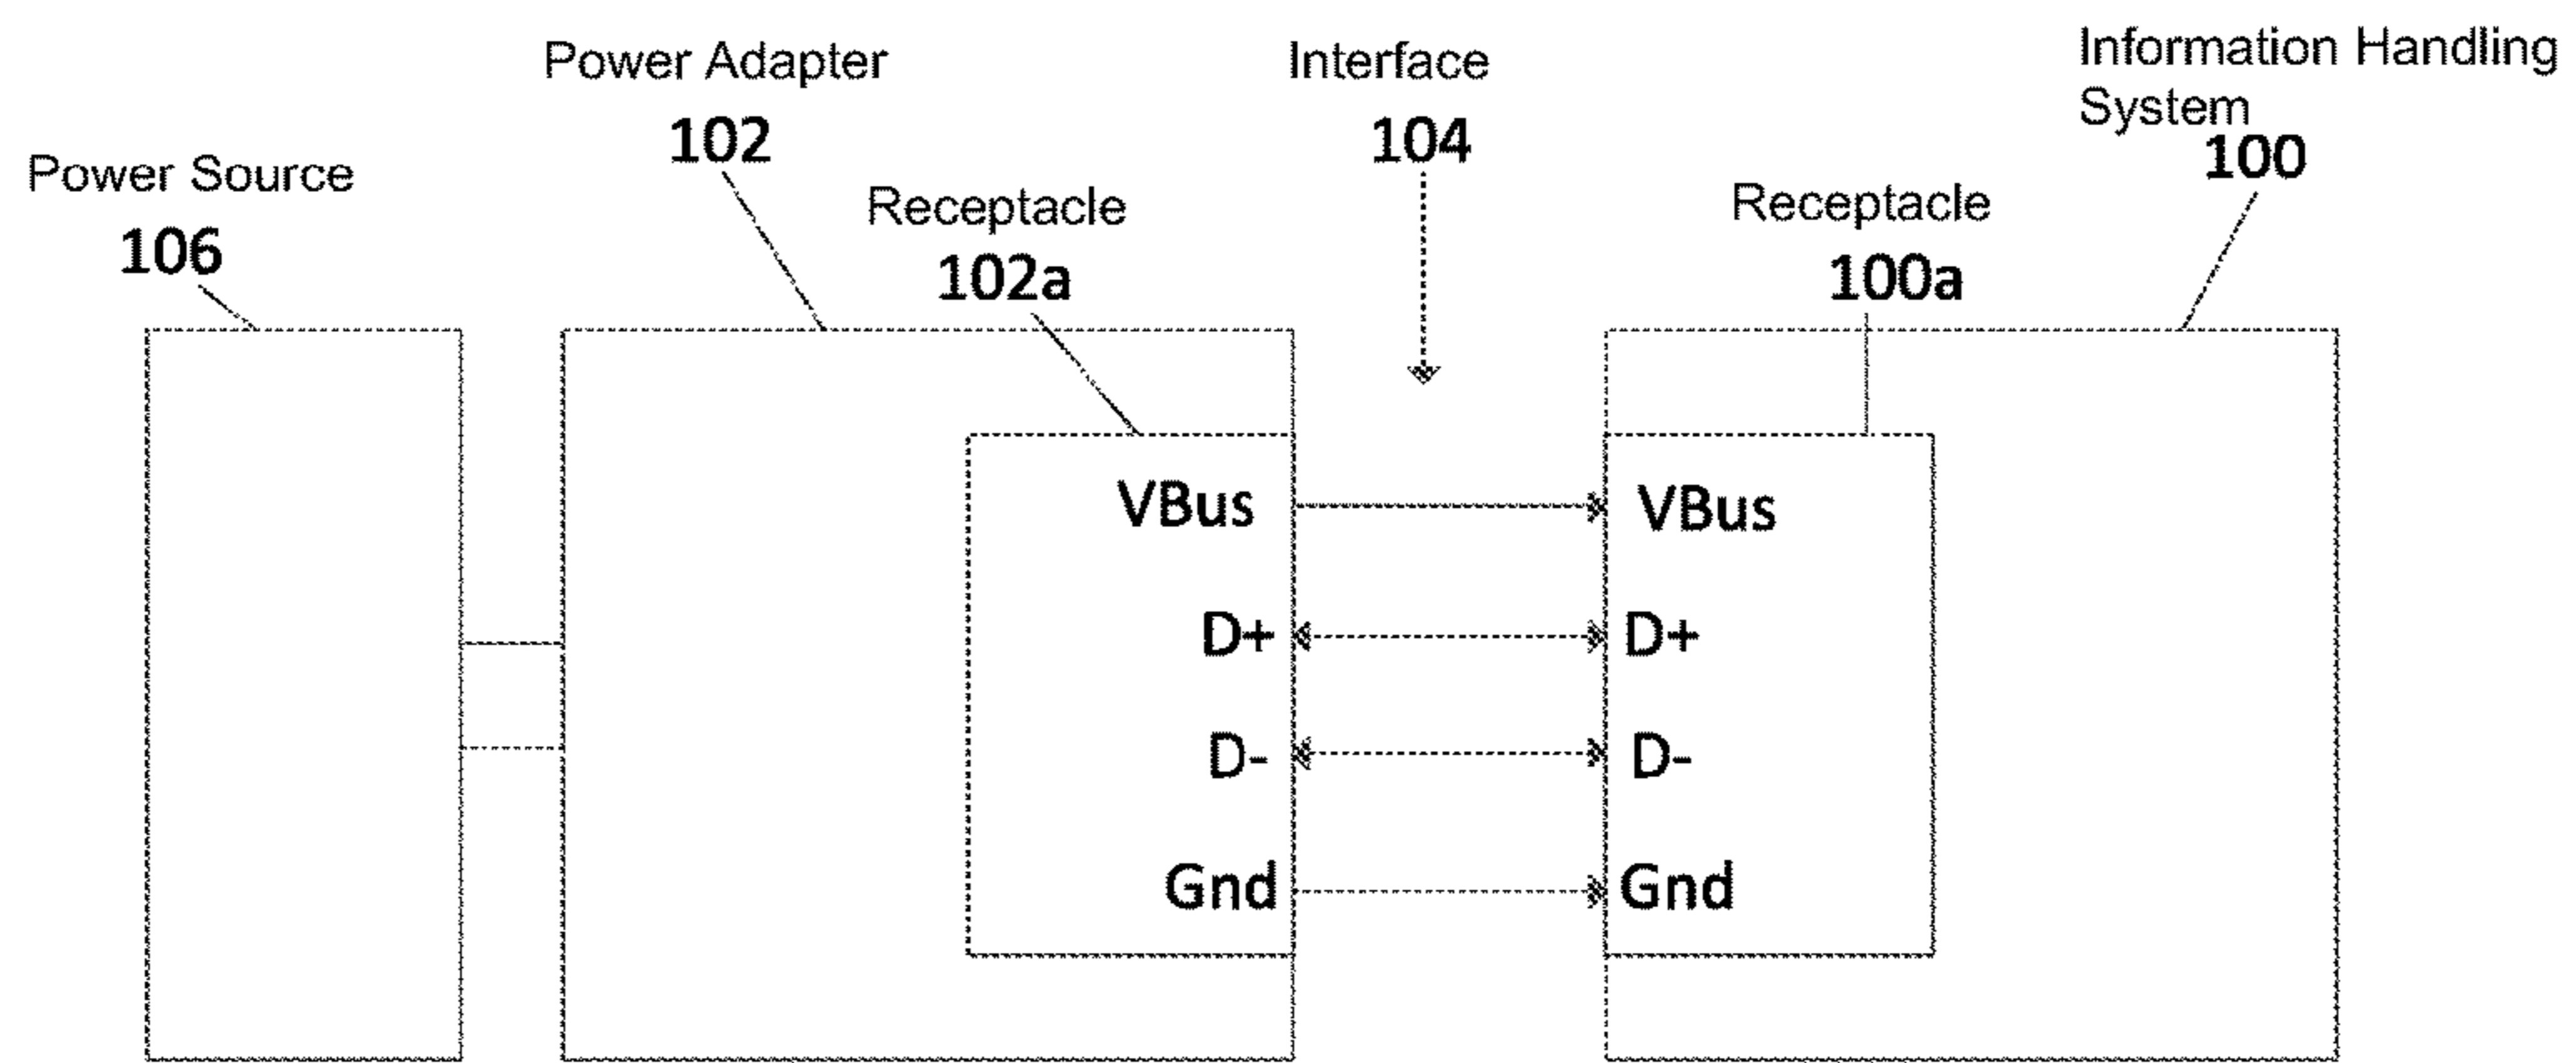 Power Source
106
Power Adapter
102
Receptacle
102a
Interface
104
Receptacle
100a
Information Handling
System
100
VBus
D+
D-
Gnd
VBus
D+
D-
Gnd